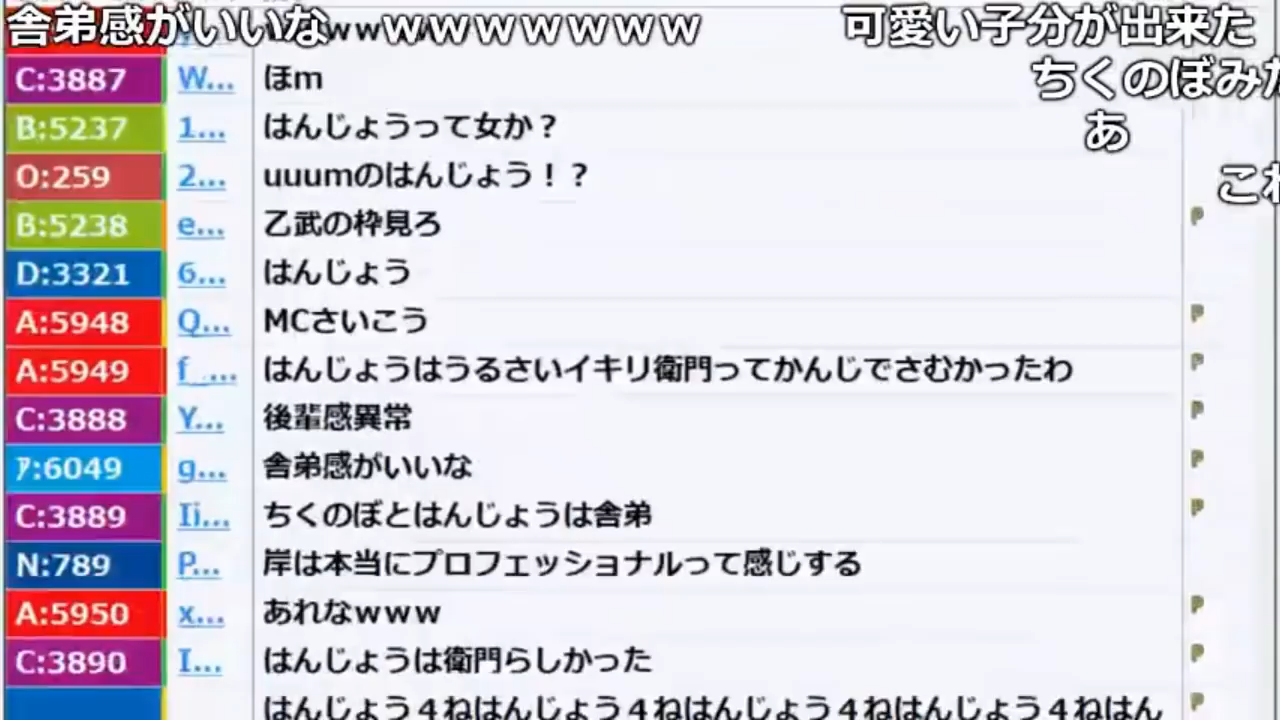 舎弟感がいいな　ｗｗｗｗｗｗｗｗ　可愛い子分が出来た
ちくのぼみた
C:3887 W... ほm
あ
B:5237 1... はんじょうって女か？
O:259 2... uuumのはんじょう！？
これ
B:5238 e... 乙武の枠見ろ
D:3321 6... はんじょう
A:5948 Q... MCさいこう
A:5949 f_... はんじょうはうるさいイキリ衛門ってかんじでさむかったわ
C:3888 Y... 後輩感異常
ｱ:6049 g... 舎弟感がいいな
C:3889 Ii... ちくのぼとはんじょうは舎弟
N:789 P... 岸は本当にプロフェッショナルって感じする
A:5950 x... あれなｗｗｗ
C:3890 I... はんじょうは衛門らしかった
はんじょう４ねはんじょう４ねはんじょう４ねはんじょう４ねはん